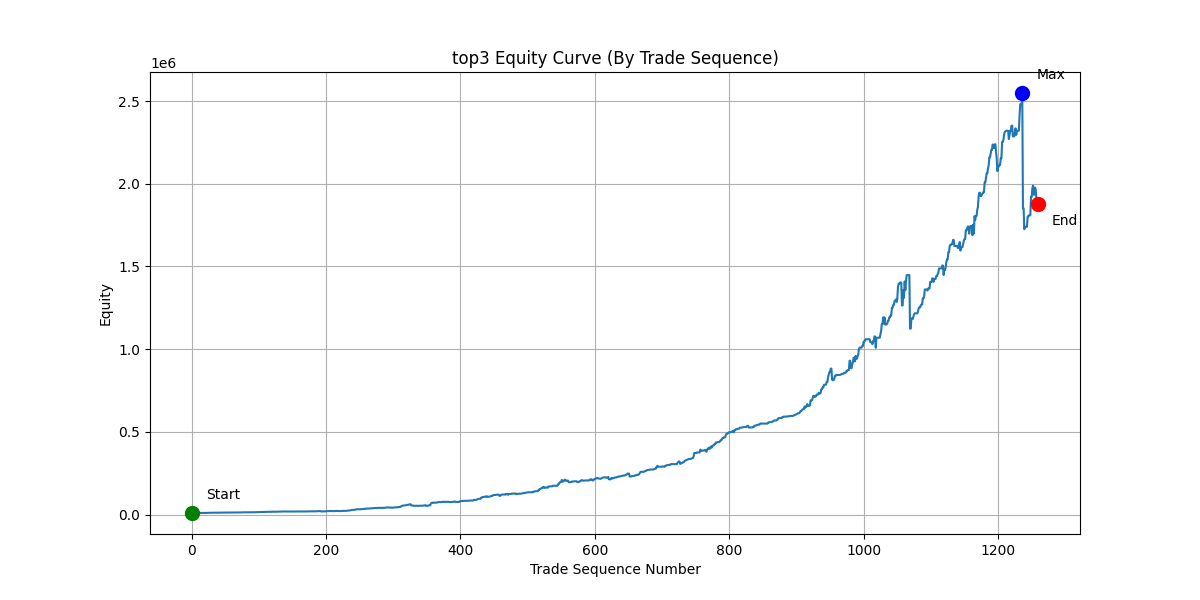 top3 Equity Curve (By Trade Sequence)
1e6
Max
2.5
2.0
End
1.5
Equity
1.0
0.5
Start
0.0
0 200 400 600 800 1000 1200
Trade Sequence Number